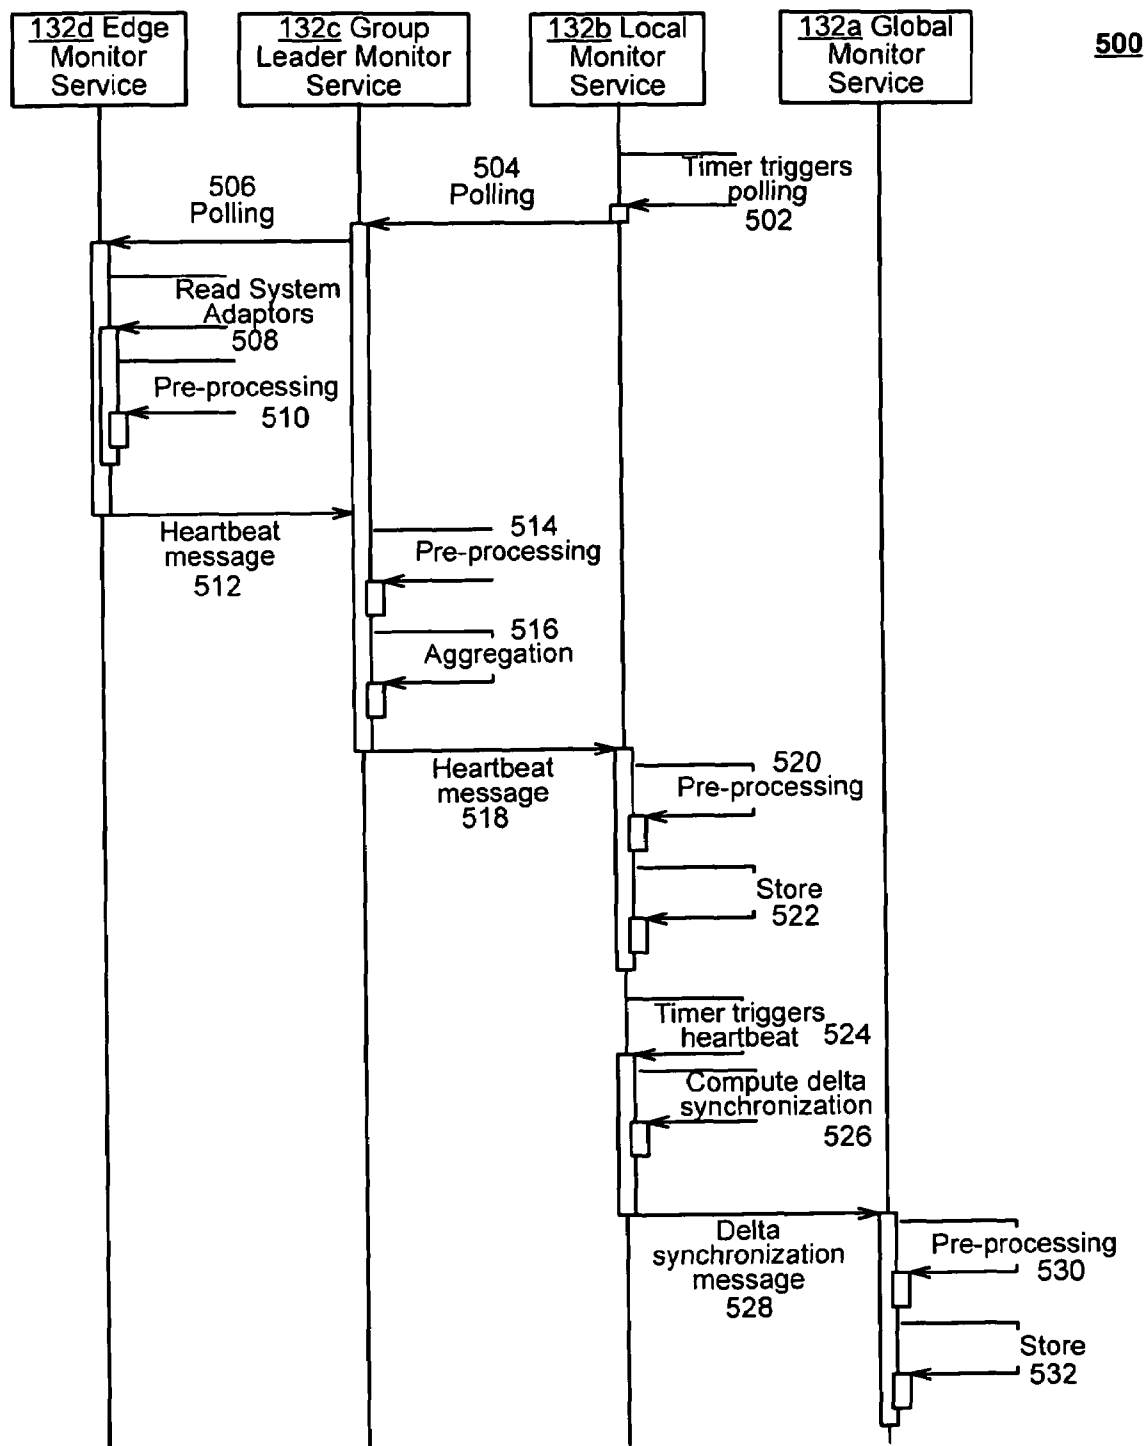 132d Edge
Monitor
Service
132c Group
Leader Monitor
Service
132b Local
Monitor
Service
132a Global
Monitor
Service
500
Timer triggers
polling
502
504
Polling
506
Polling
Read System
Adaptors
508
Pre-processing
510
Heartbeat
message
512
514
Pre-processing
516
Aggregation
Heartbeat
message
518
520
Pre-processing
Store
522
Timer triggers
heartbeat 524
Compute delta
synchronization
526
Delta
synchronization
message
528
Pre-processing
530
Store
532